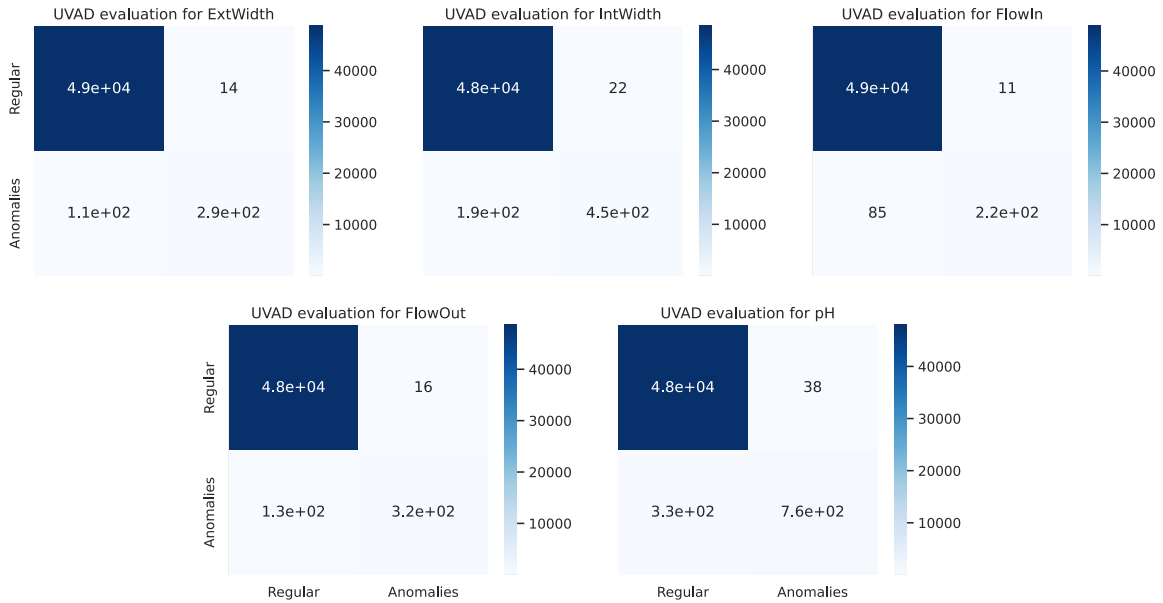 UVAD evaluation for ExtWidth
Regular
Anomalies
4.9e+04
14
1.1e+02
2.9e+02
40000
30000
20000
10000
UVAD evaluation for IntWidth
4.8e+04
22
1.9e+02
4.5e+02
40000
30000
20000
10000
UVAD evaluation for FlowIn
4.9e+04
11
85
2.2e+02
40000
30000
20000
10000
UVAD evaluation for FlowOut
Regular
Anomalies
4.8e+04
16
1.3e+02
3.2e+02
Regular
Anomalies
40000
30000
20000
10000
UVAD evaluation for pH
4.8e+04
38
3.3e+02
7.6e+02
Regular
Anomalies
40000
30000
20000
10000